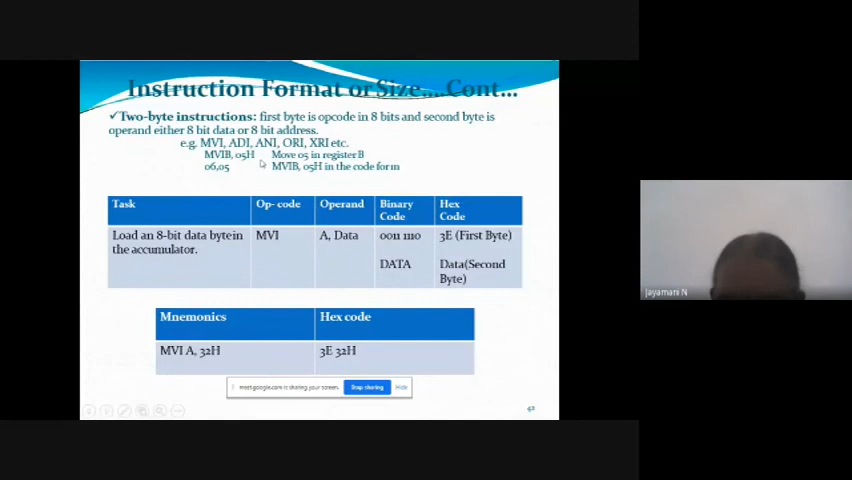 Instruction Format or Size....Cont...
✓Two-byte instructions: first byte is opcode in 8 bits and second byte is
operand either 8 bit data or 8 bit address.
e.g. MVI, ADI, ANI, ORI, XRI etc.
MVIB, 05H Move 05 in register B
06,05 MVIB, 05H in the code form
Task Op- code Operand Binary Code Hex Code
Load an 8-bit data byte in the accumulator. MVI A, Data 0011 1110 3E (First Byte)
DATA Data(Second Byte)
Mnemonics Hex code
MVI A, 32H 3E 32H
meet.google.com is sharing your screen. Stop sharing Hide
42
Jayamani N